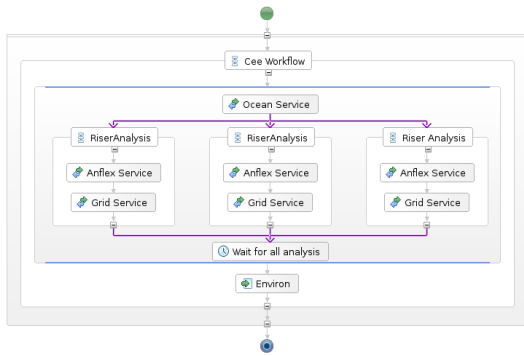 Cee Workflow
Ocean Service
RiserAnalysis
RiserAnalysis
Riser Analysis
Anflex Service
Anflex Service
Anflex Service
Grid Service
Grid Service
Grid Service
Wait for all analysis
Environ